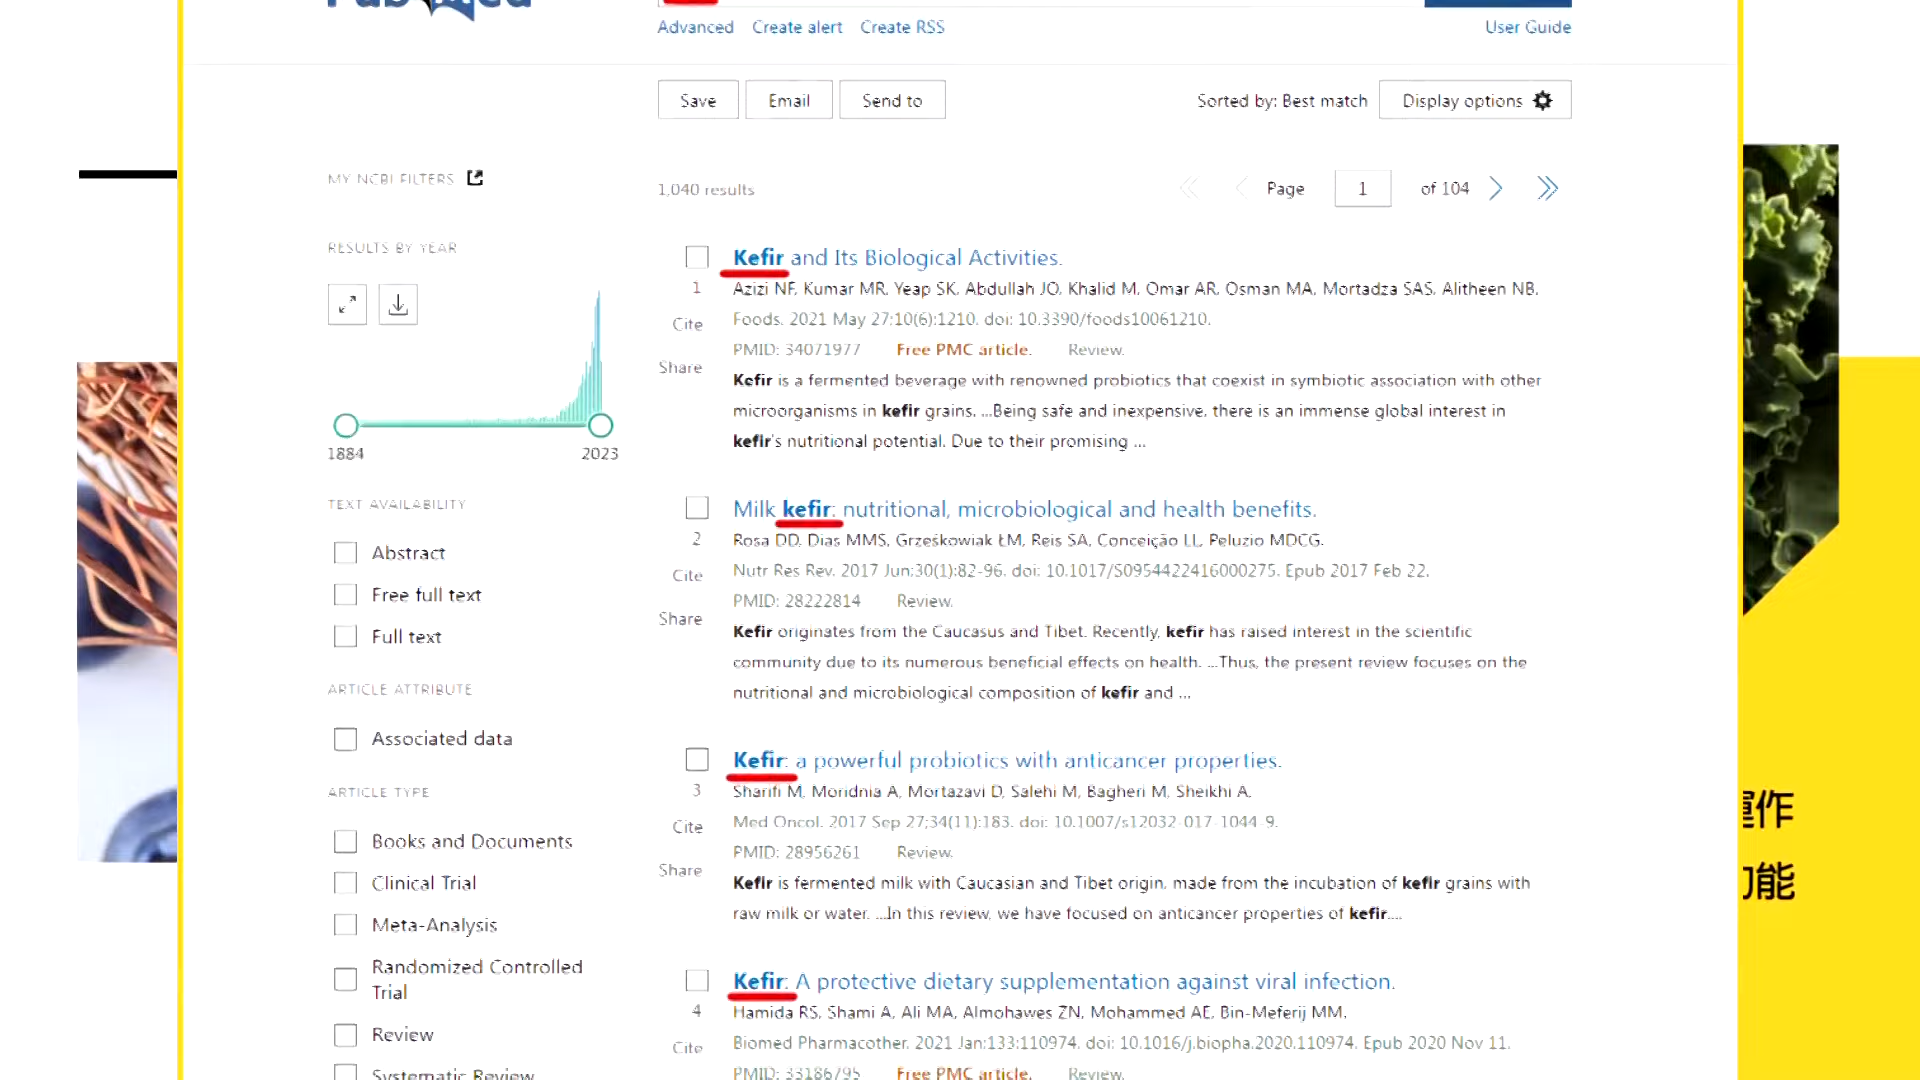 PubMed
Advanced Create alert Create RSS User Guide
Save Email Send to Sorted by: Best match Display options
MY NCBI FILTERS
1,040 results
Page 1 of 104
RESULTS BY YEAR
1884 2023
TEXT AVAILABILITY
Abstract
Free full text
Full text
ARTICLE ATTRIBUTE
Associated data
ARTICLE TYPE
Books and Documents
Clinical Trial
Meta-Analysis
Randomized Controlled
Trial
Review
Systematic Review
Kefir and Its Biological Activities.
1
Azizi NF, Kumar MR, Yeap SK, Abdullah JO, Khalid M, Omar AR, Osman MA, Mortadza SAS, Alitheen NB.
Cite
Foods. 2021 May 27;10(6):1210. doi: 10.3390/foods10061210.
PMID: 34071977 Free PMC article. Review.
Share
Kefir is a fermented beverage with renowned probiotics that coexist in symbiotic association with other
microorganisms in kefir grains. ...Being safe and inexpensive, there is an immense global interest in
kefir's nutritional potential. Due to their promising ...
Milk kefir: nutritional, microbiological and health benefits.
2
Rosa DD, Dias MMS, Grześkowiak ŁM, Reis SA, Conceição LL, Peluzio MDCG.
Cite
Nutr Res Rev. 2017 Jun;30(1):82-96. doi: 10.1017/S0954422416000275. Epub 2017 Feb 22.
PMID: 28222814 Review.
Share
Kefir originates from the Caucasus and Tibet. Recently, kefir has raised interest in the scientific
community due to its numerous beneficial effects on health. ...Thus, the present review focuses on the
nutritional and microbiological composition of kefir and ...
Kefir: a powerful probiotics with anticancer properties.
3
Sharifi M, Moridnia A, Mortazavi D, Salehi M, Bagheri M, Sheikhi A.
Cite
Med Oncol. 2017 Sep 27;34(11):183. doi: 10.1007/s12032-017-1044-9.
PMID: 28956261 Review.
Share
Kefir is fermented milk with Caucasian and Tibet origin, made from the incubation of kefir grains with
raw milk or water. ...In this review, we have focused on anticancer properties of kefir....
Kefir: A protective dietary supplementation against viral infection.
4
Hamida RS, Shami A, Ali MA, Almohawes ZN, Mohammed AE, Bin-Meferij MM.
Cite
Biomed Pharmacother. 2021 Jan;133:110974. doi: 10.1016/j.biopha.2020.110974. Epub 2020 Nov 11.
PMID: 33186795 Free PMC article. Review.
運作
功能